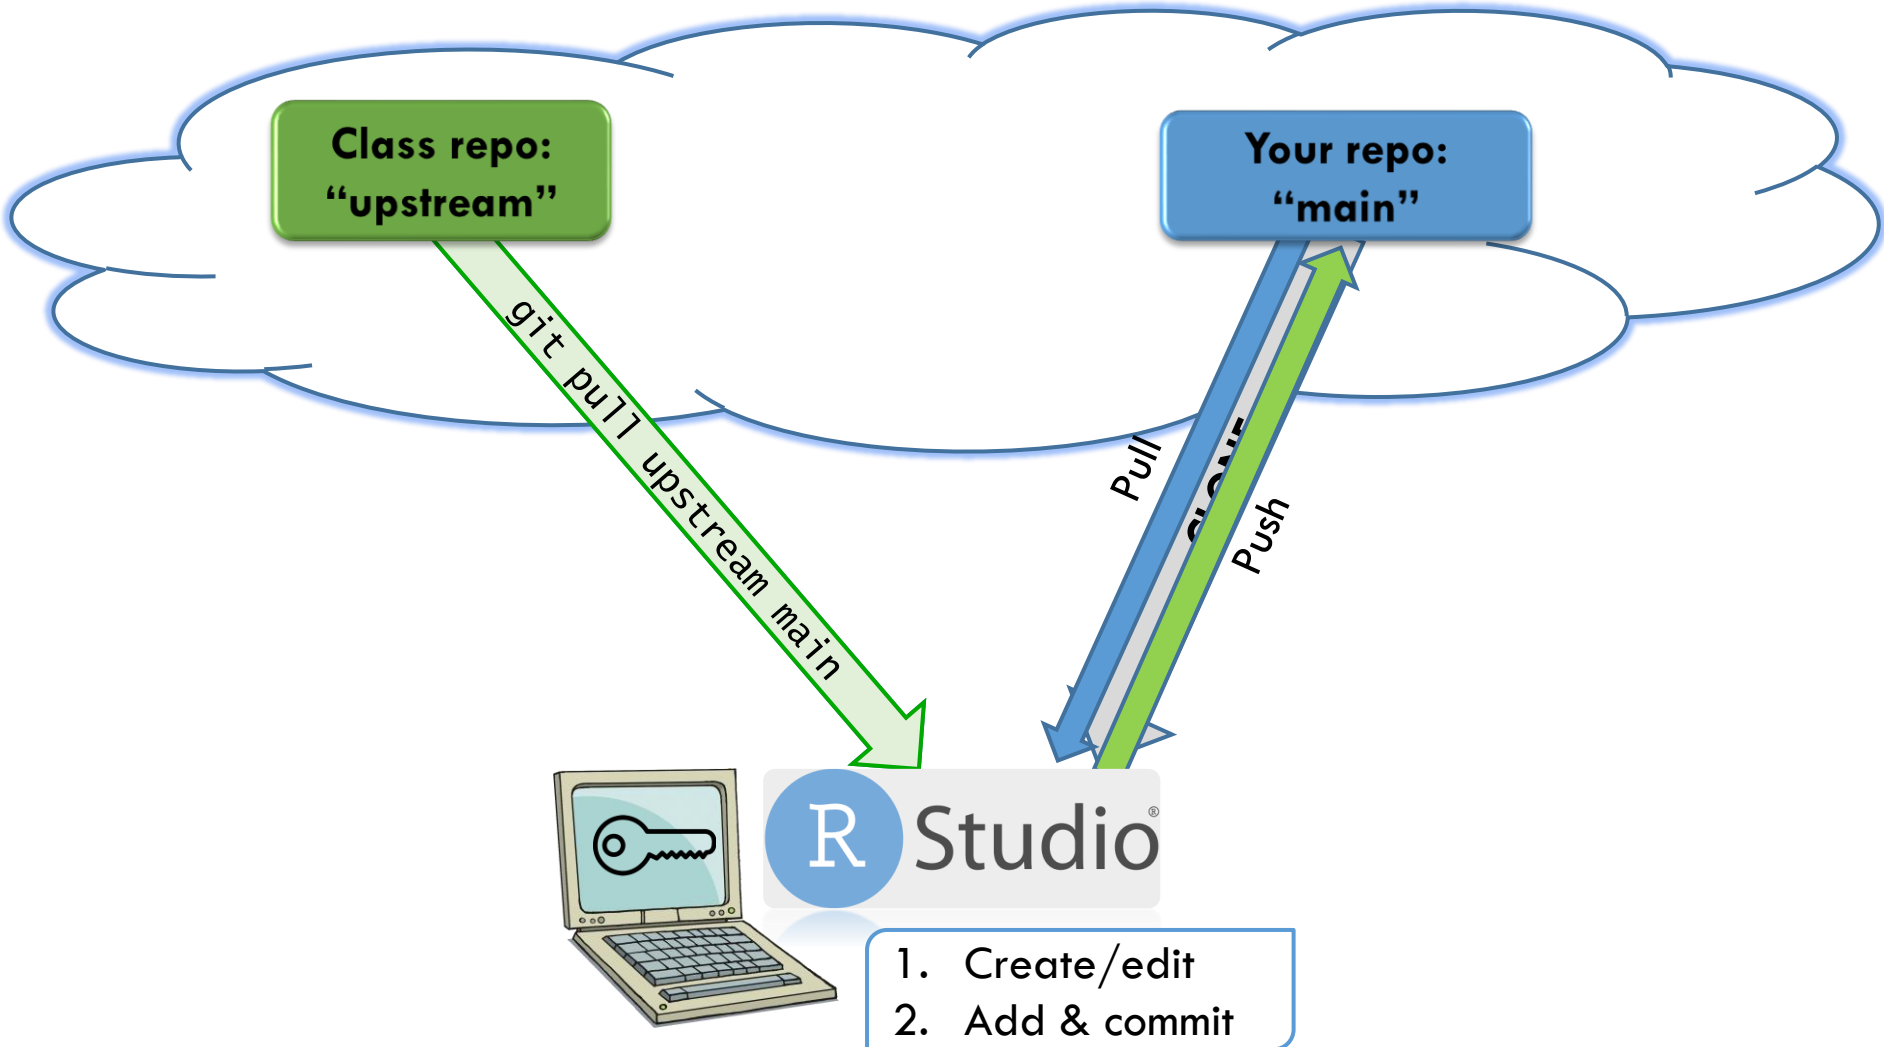 Class repo:
“upstream”
Your repo:
“main”
git pull upstream main
Pull
CLONE
Push
R Studio®
1. Create/edit
2. Add & commit